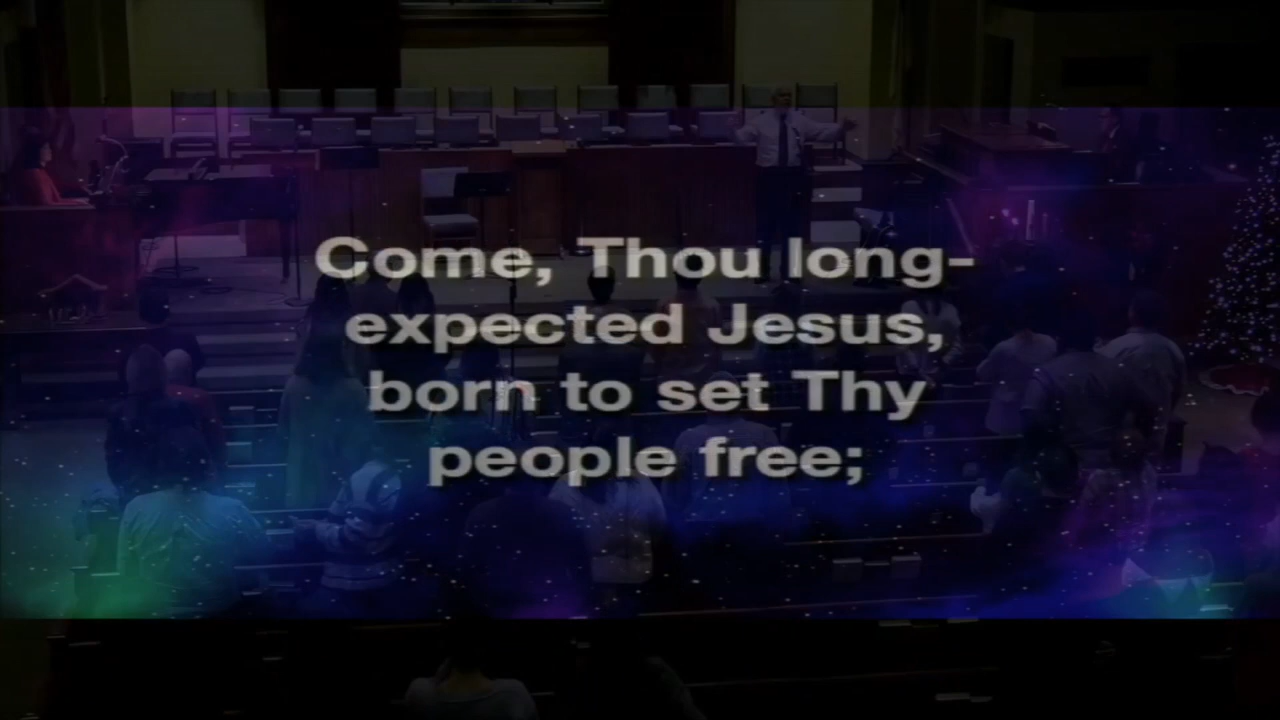 Come, Thou long-
expected Jesus,
born to set Thy
people free;